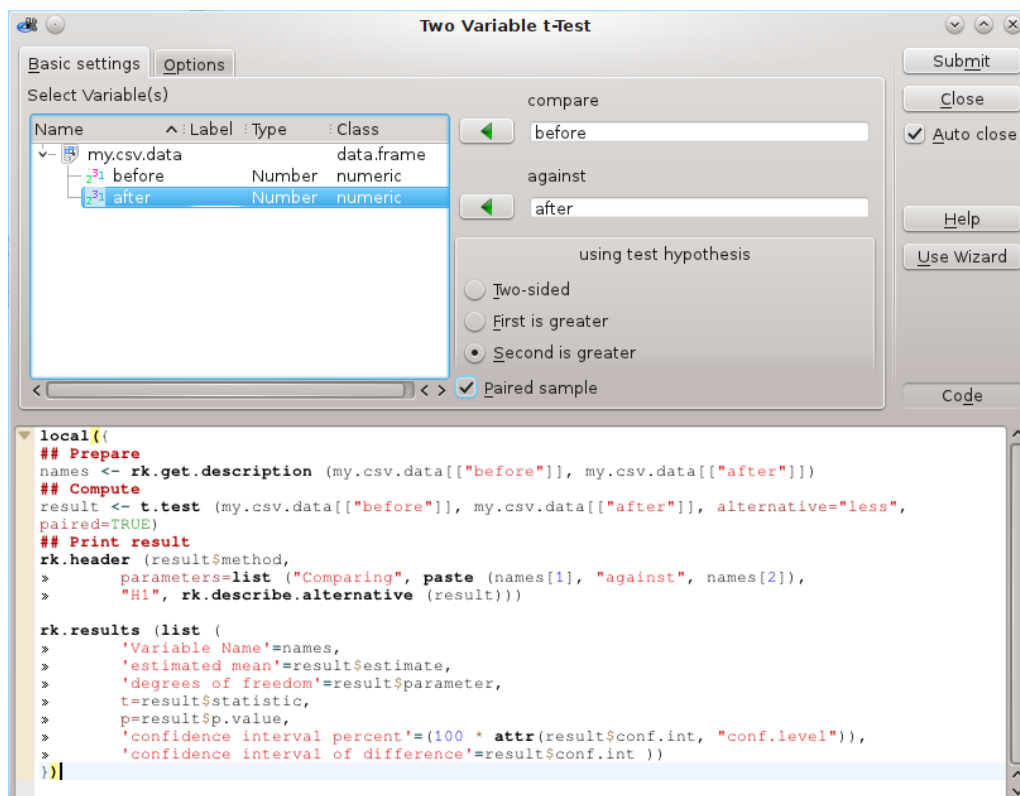 Two Variable t-Test
Basic settings
Options
Select Variable(s)
Name Label Type Class
my.csv.data data.frame
before Number numeric
after Number numeric
compare
before
against
after
using test hypothesis
Two-sided
First is greater
Second is greater
Paired sample
Submit
Close
Auto close
Help
Use Wizard
Code
local({
## Prepare
names <- rk.get.description (my.csv.data[["before"]], my.csv.data[["after"]])
## Compute
result <- t.test (my.csv.data[["before"]], my.csv.data[["after"]], alternative="less",
paired=TRUE)
## Print result
rk.header (result$method,
» parameters=list ("Comparing", paste (names[1], "against", names[2]),
» "H1", rk.describe.alternative (result)))
rk.results (list (
» 'Variable Name'=names,
» 'estimated mean'=result$estimate,
» 'degrees of freedom'=result$parameter,
» t=result$statistic,
» p=result$p.value,
» 'confidence interval percent'=(100 * attr(result$conf.int, "conf.level")),
» 'confidence interval of difference'=result$conf.int ))
})